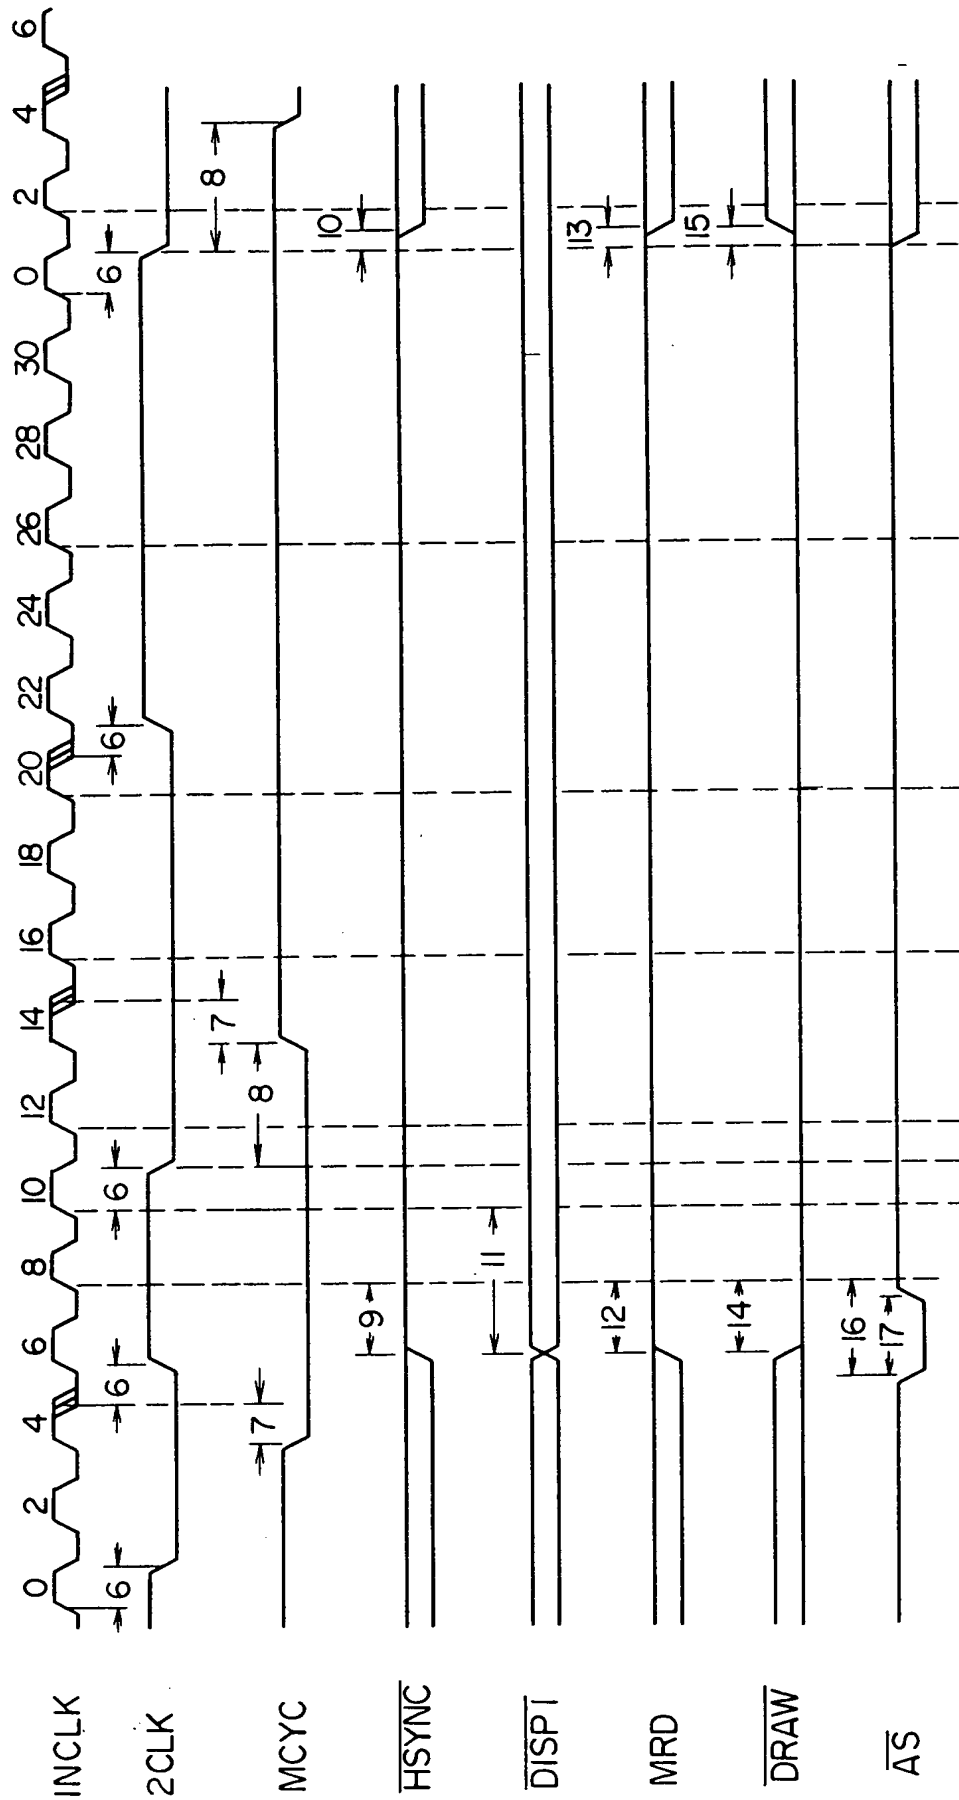 0 2 4 6 8 10 12 14 16 18 20 22 24 26 28 30 0 2 4 6
INCLK
6 6 6 6 6
2CLK
7 8 7 8
MCYC
9 10
HSYNC
11
DISP1
12 13
MRD
14 15
DRAW
16
17
AS